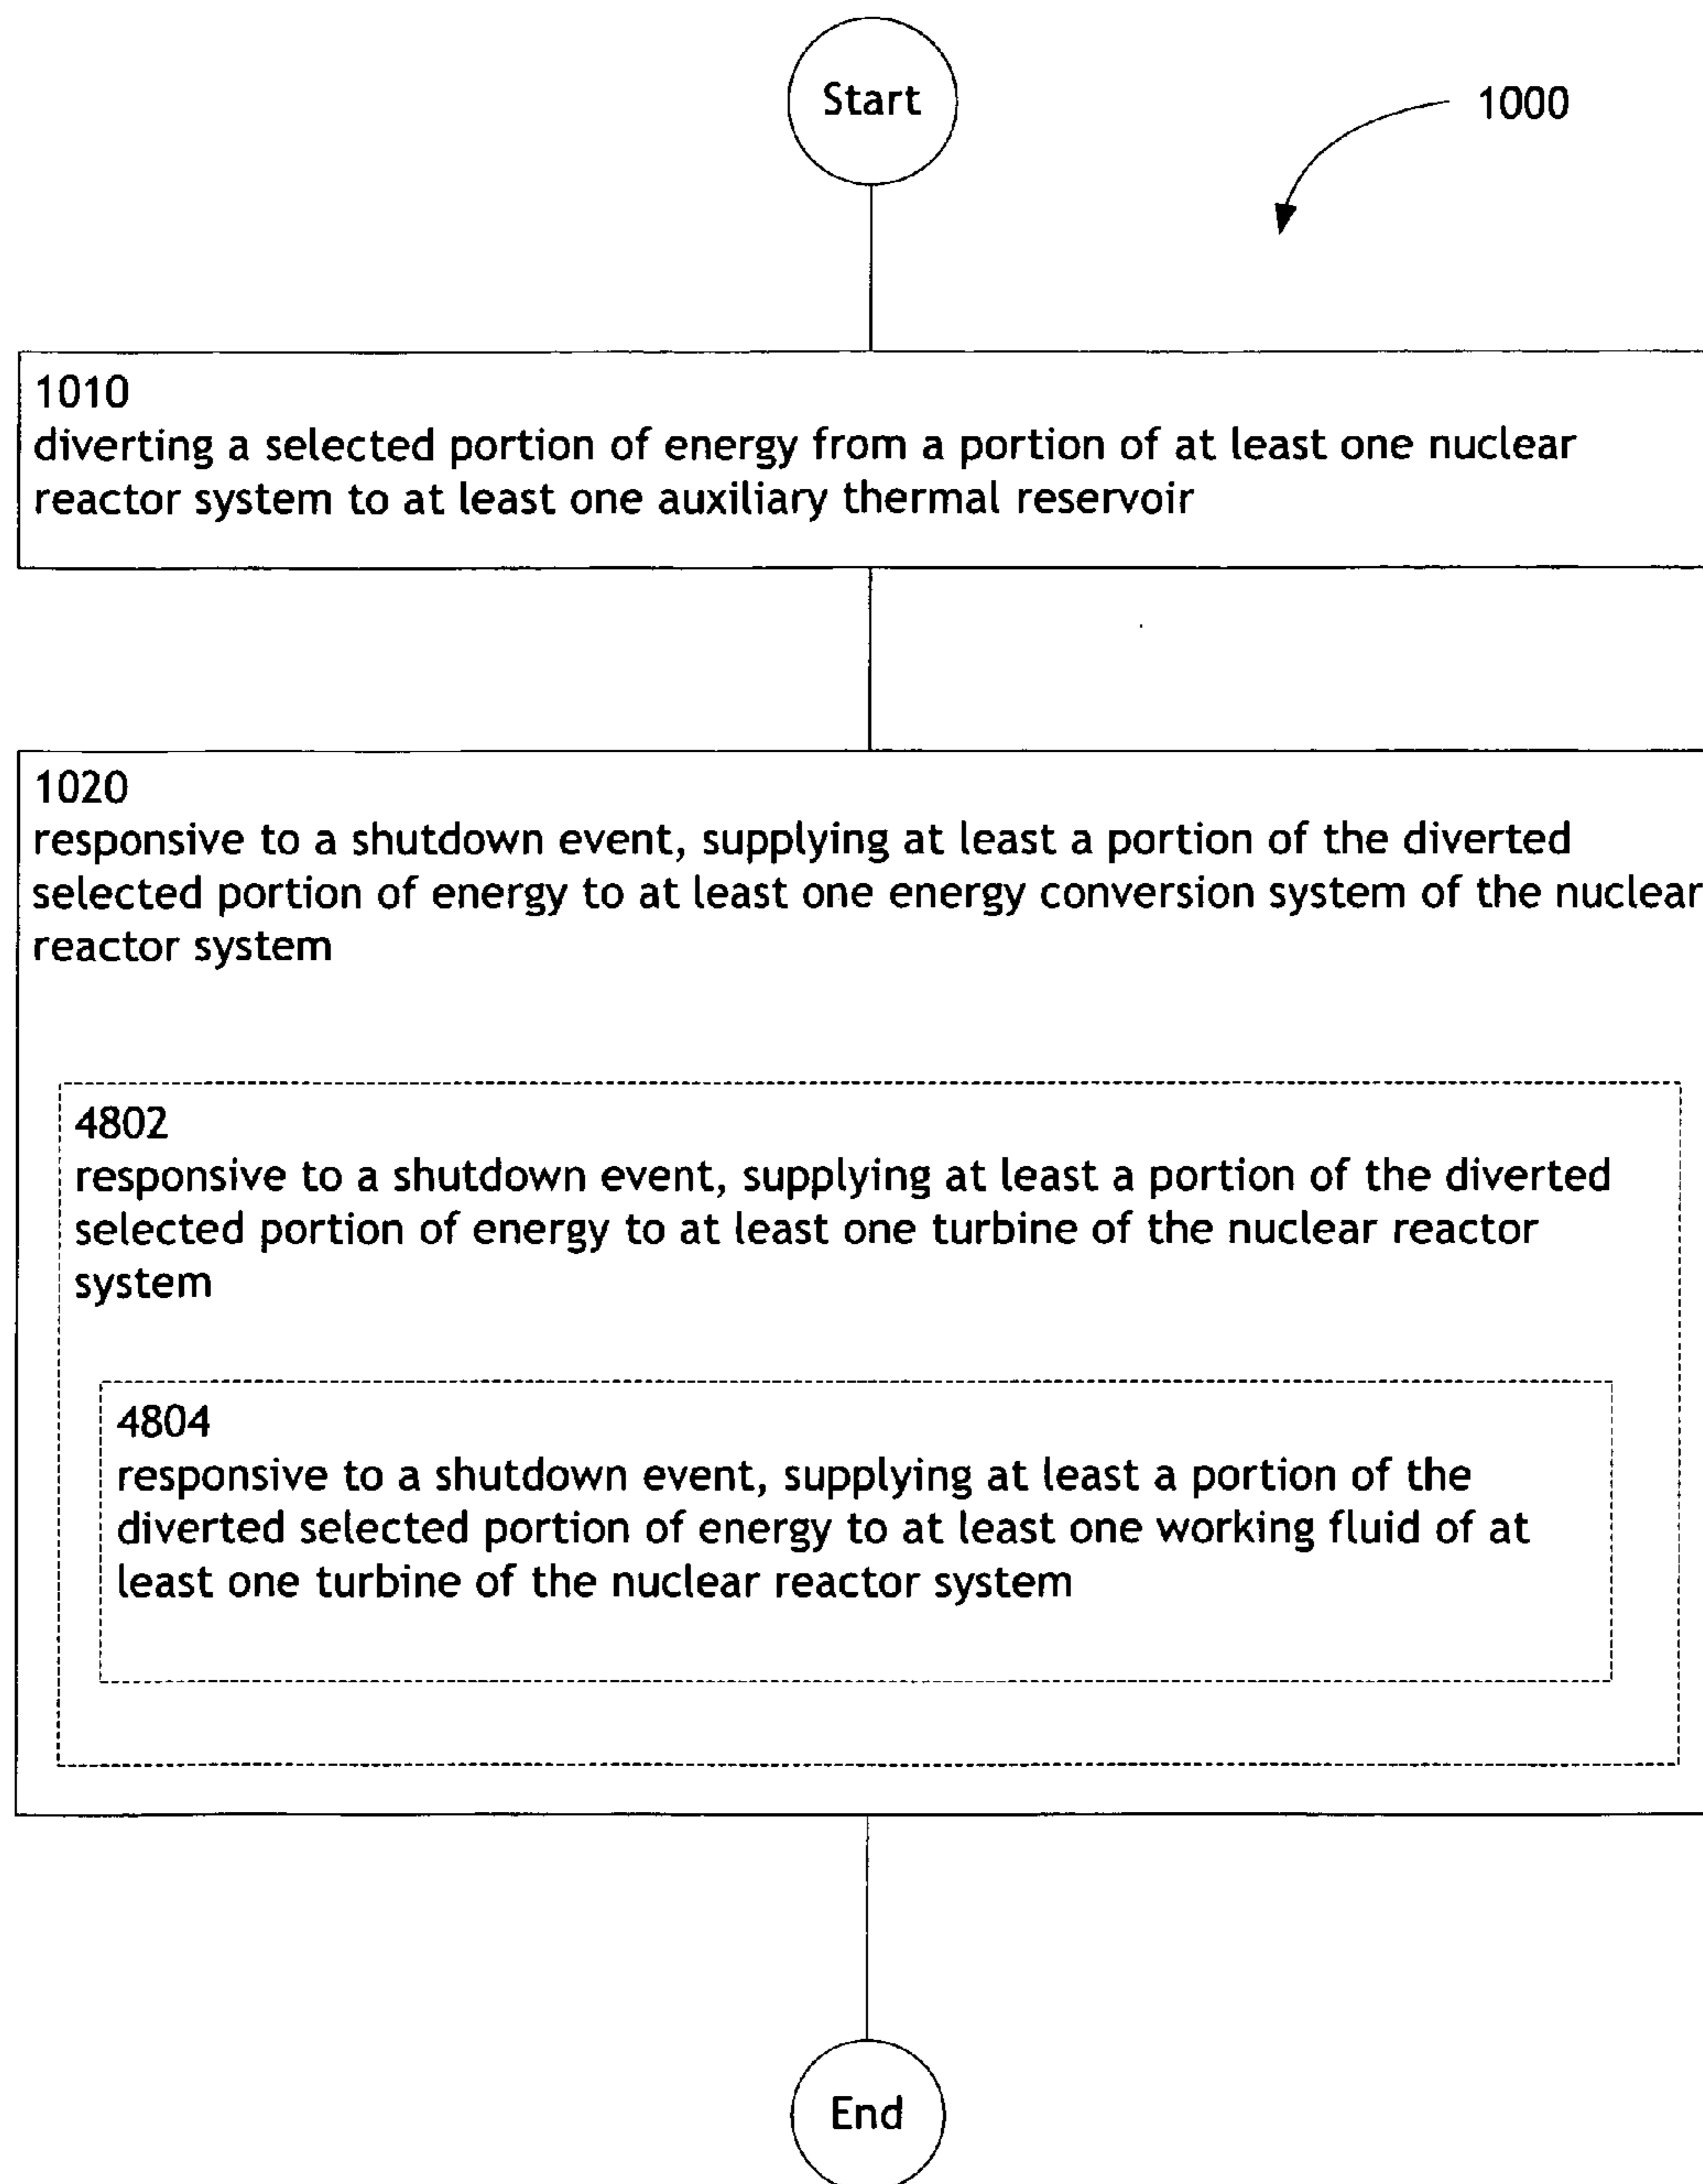 Start
1000
1010
diverting a selected portion of energy from a portion of at least one nuclear
reactor system to at least one auxiliary thermal reservoir
1020
responsive to a shutdown event, supplying at least a portion of the diverted
selected portion of energy to at least one energy conversion system of the nuclear
reactor system
4802
responsive to a shutdown event, supplying at least a portion of the diverted
selected portion of energy to at least one turbine of the nuclear reactor
system
4804
responsive to a shutdown event, supplying at least a portion of the
diverted selected portion of energy to at least one working fluid of at
least one turbine of the nuclear reactor system
End